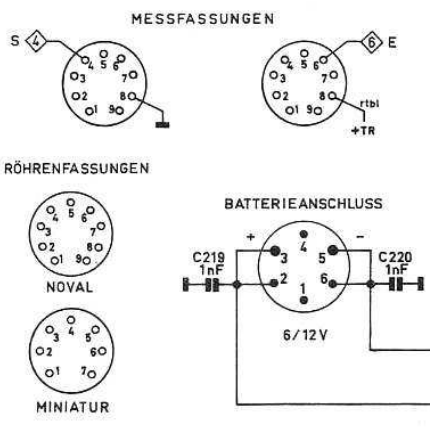 MESSFASSUNGEN
S 4
4 5 6
3 7
2 8
1 9
6 E
4 5 6
3 7
2 8
1 9
rtbl
+TR
RÖHRENFASSUNGEN
4 5 6
3 7
2 8
1 9
NOVAL
4
3 5
2 6
1 7
MINIATUR
BATTERIEANSCHLUSS
+ -
4
3 5
2 6
1
C219
1nF
C220
1nF
6/12V